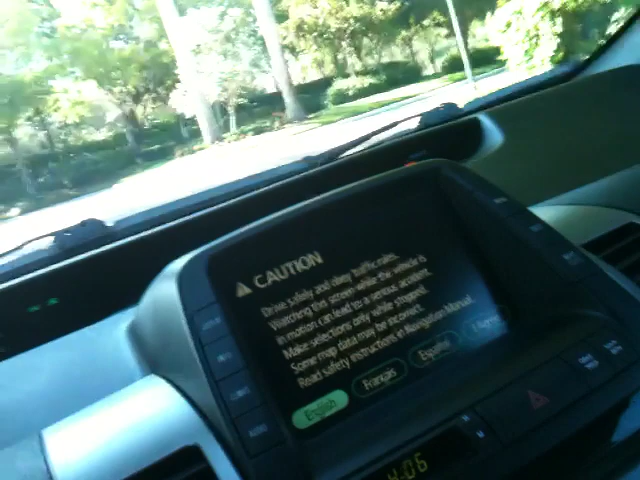 CAUTION
Drive safely and obey traffic rules.
Watching this screen while the vehicle is
in motion can lead to a serious accident.
Make selections only while stopped.
Some map data may be incorrect.
Read safety instructions in Navigation Manual.
English Français Español
4:06